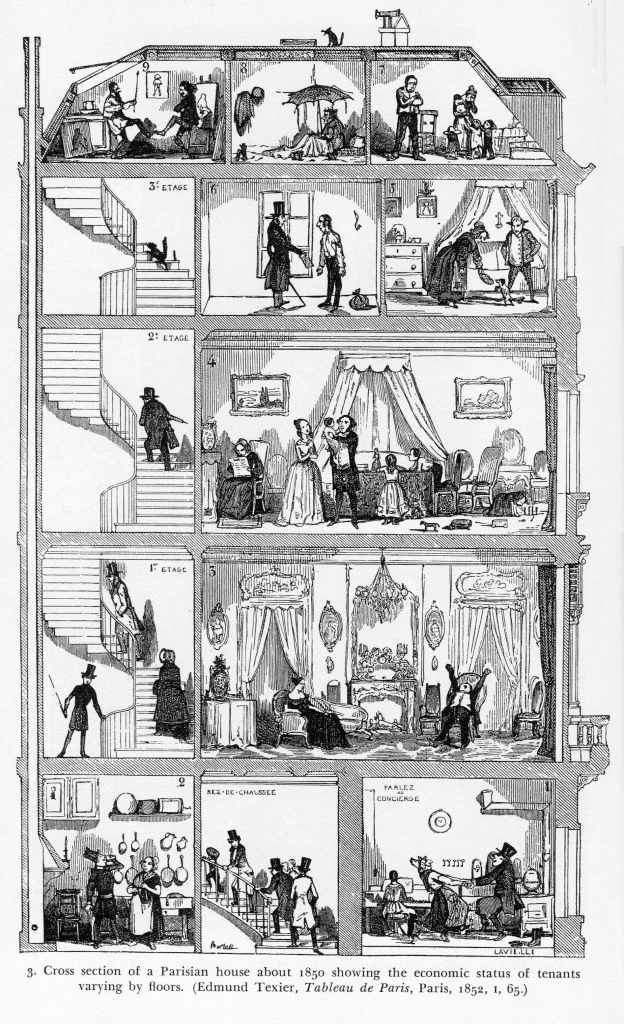 9
8
7
3ᵉ ETAGE
6
5
2ᵉ ETAGE
4
1ᵉʳ ETAGE
3
2
REZ-DE-CHAUSSEE
PARLEZ
AU
CONCIERGE
1
LAVIEILLE
3. Cross section of a Parisian house about 1850 showing the economic status of tenants
varying by floors. (Edmund Texier, Tableau de Paris, Paris, 1852, I, 65.)